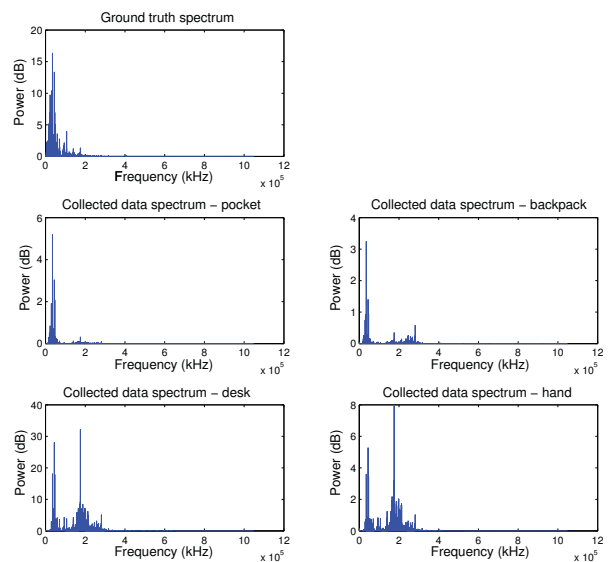 Ground truth spectrum
20
15
10
5
0
Power (dB)
0 2 4 6 8 10 12
Frequency (kHz)
x 10^5
Collected data spectrum − pocket
6
4
2
0
Power (dB)
0 2 4 6 8 10 12
Frequency (kHz)
x 10^5
Collected data spectrum − backpack
4
3
2
1
0
Power (dB)
0 2 4 6 8 10 12
Frequency (kHz)
x 10^5
Collected data spectrum − desk
40
30
20
10
0
Power (dB)
0 2 4 6 8 10 12
Frequency (kHz)
x 10^5
Collected data spectrum − hand
8
6
4
2
0
Power (dB)
0 2 4 6 8 10 12
Frequency (kHz)
x 10^5